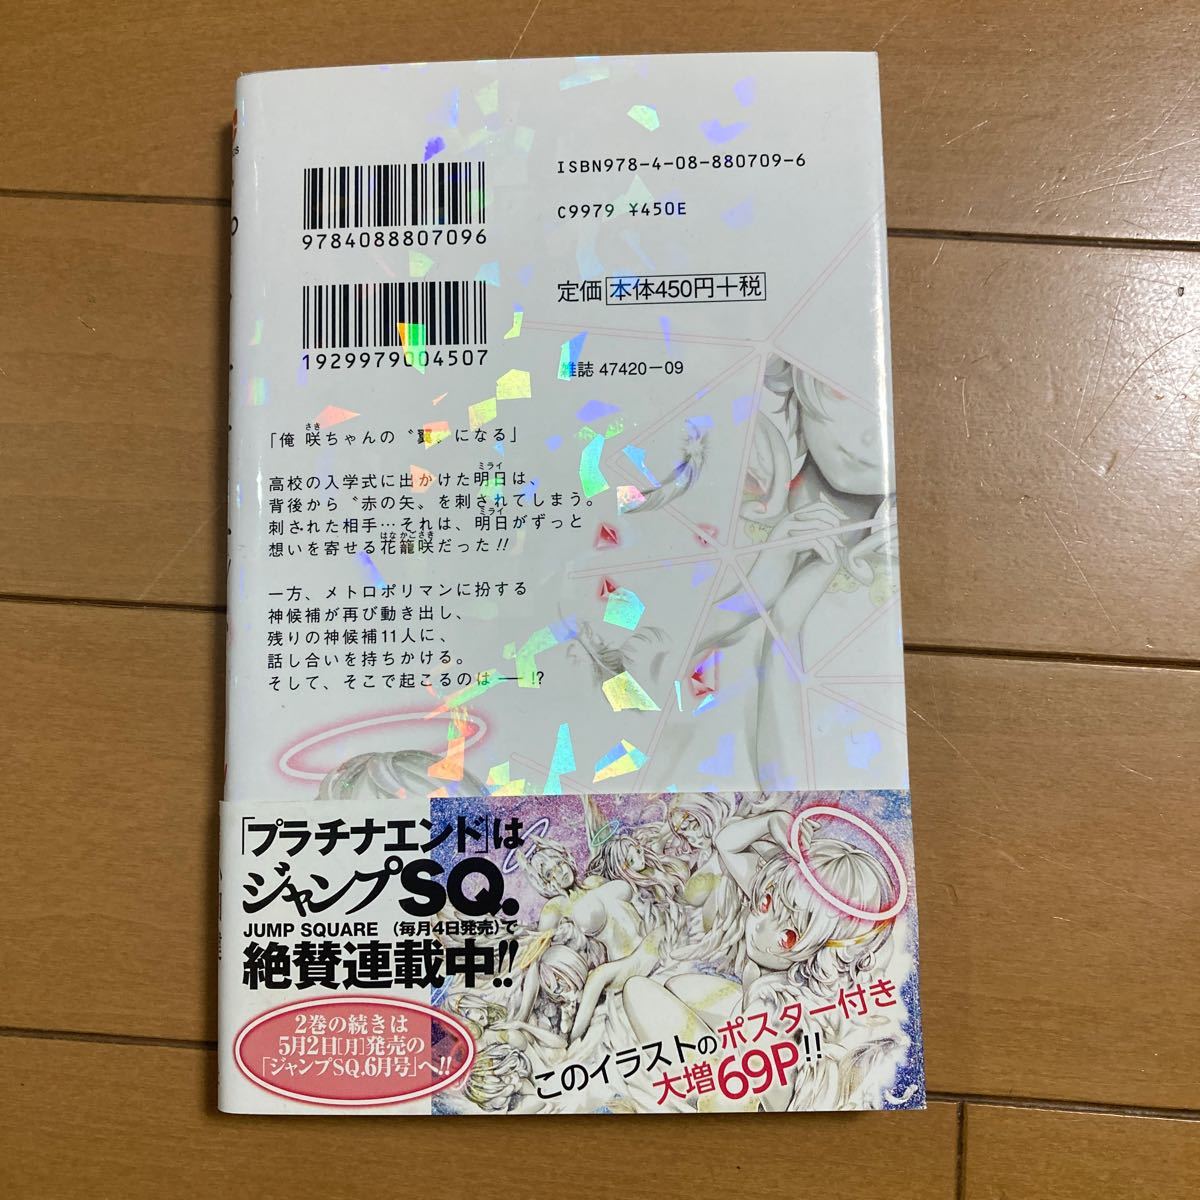 ISBN978-4-08-880709-6
9784088807096
C9979 ¥450E
定価 本体450円+税
1929979004507
雑誌 47420-09
「俺 咲ちゃんの〝翼〟になる」
高校の入学式に出かけた明日は、
背後から〝赤の矢〟を刺されてしまう。
刺された相手…それは、明日がずっと
想いを寄せる花籠咲だった!!
一方、メトロポリマンに扮する
神候補が再び動き出し、
残りの神候補11人に、
話し合いを持ちかける。
そして、そこで起こるのは——!?
「プラチナエンド」は
ジャンプSQ.
JUMP SQUARE (毎月4日発売)で
絶賛連載中!!
2巻の続きは
5月2日[月]発売の
「ジャンプSQ.6月号」へ!!
このイラストのポスター付き
大増69P!!